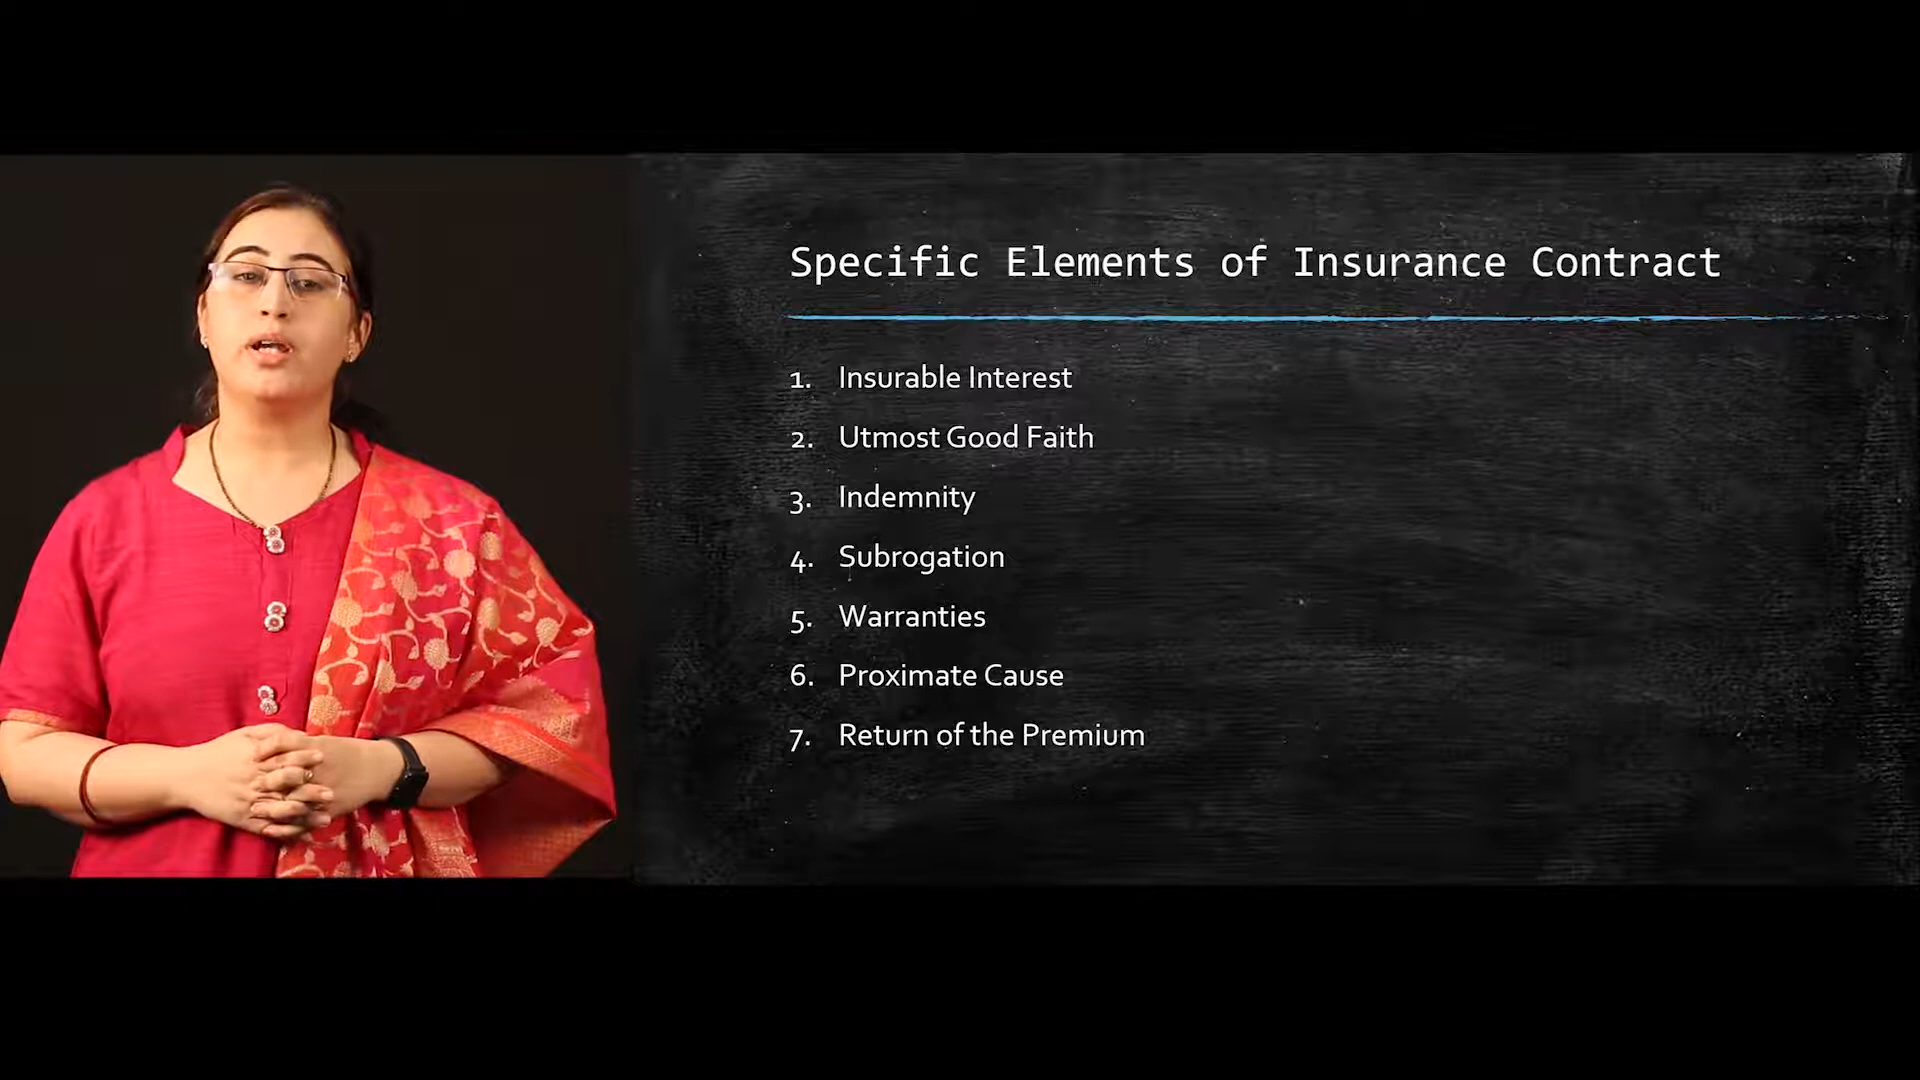 Specific Elements of Insurance Contract
1. Insurable Interest
2. Utmost Good Faith
3. Indemnity
4. Subrogation
5. Warranties
6. Proximate Cause
7. Return of the Premium